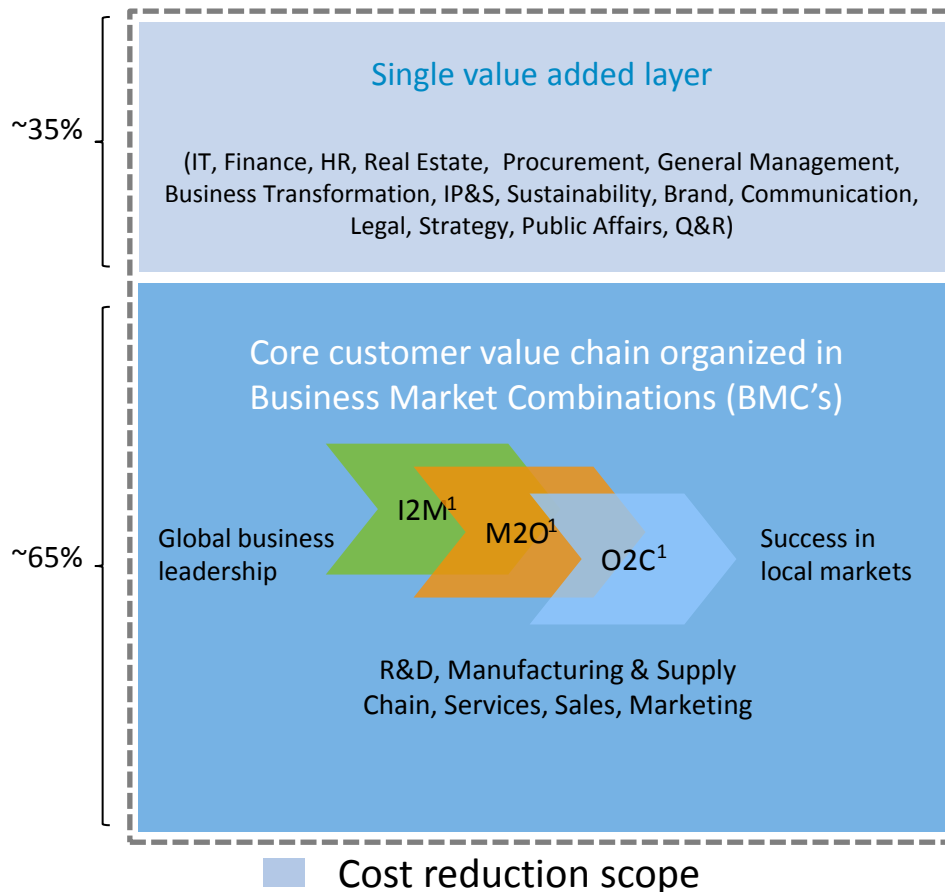 Single value added layer
~35%
(IT, Finance, HR, Real Estate, Procurement, General Management,
Business Transformation, IP&S, Sustainability, Brand, Communication,
Legal, Strategy, Public Affairs, Q&R)
Core customer value chain organized in
Business Market Combinations (BMC’s)
~65%
Global business
leadership
I2M¹
M2O¹
O2C¹
Success in
local markets
R&D, Manufacturing & Supply
Chain, Services, Sales, Marketing
Cost reduction scope